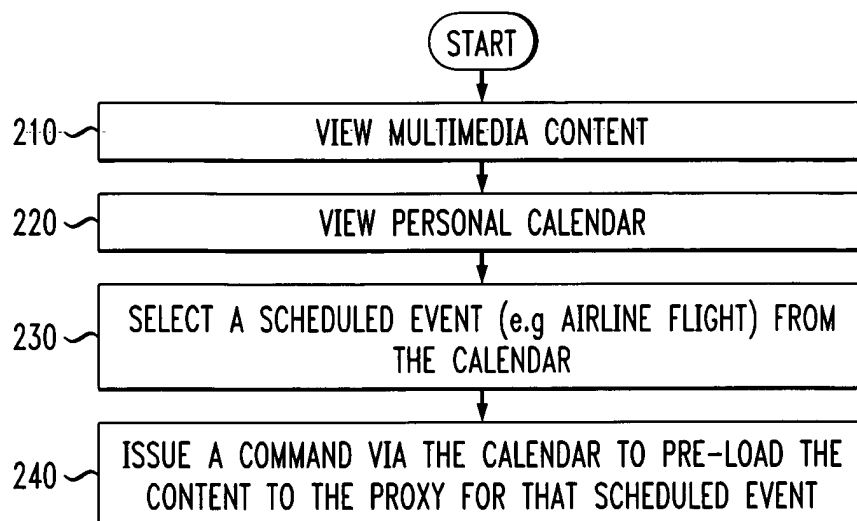 START
210
VIEW MULTIMEDIA CONTENT
220
VIEW PERSONAL CALENDAR
230
SELECT A SCHEDULED EVENT (e.g AIRLINE FLIGHT) FROM
THE CALENDAR
240
ISSUE A COMMAND VIA THE CALENDAR TO PRE-LOAD THE
CONTENT TO THE PROXY FOR THAT SCHEDULED EVENT